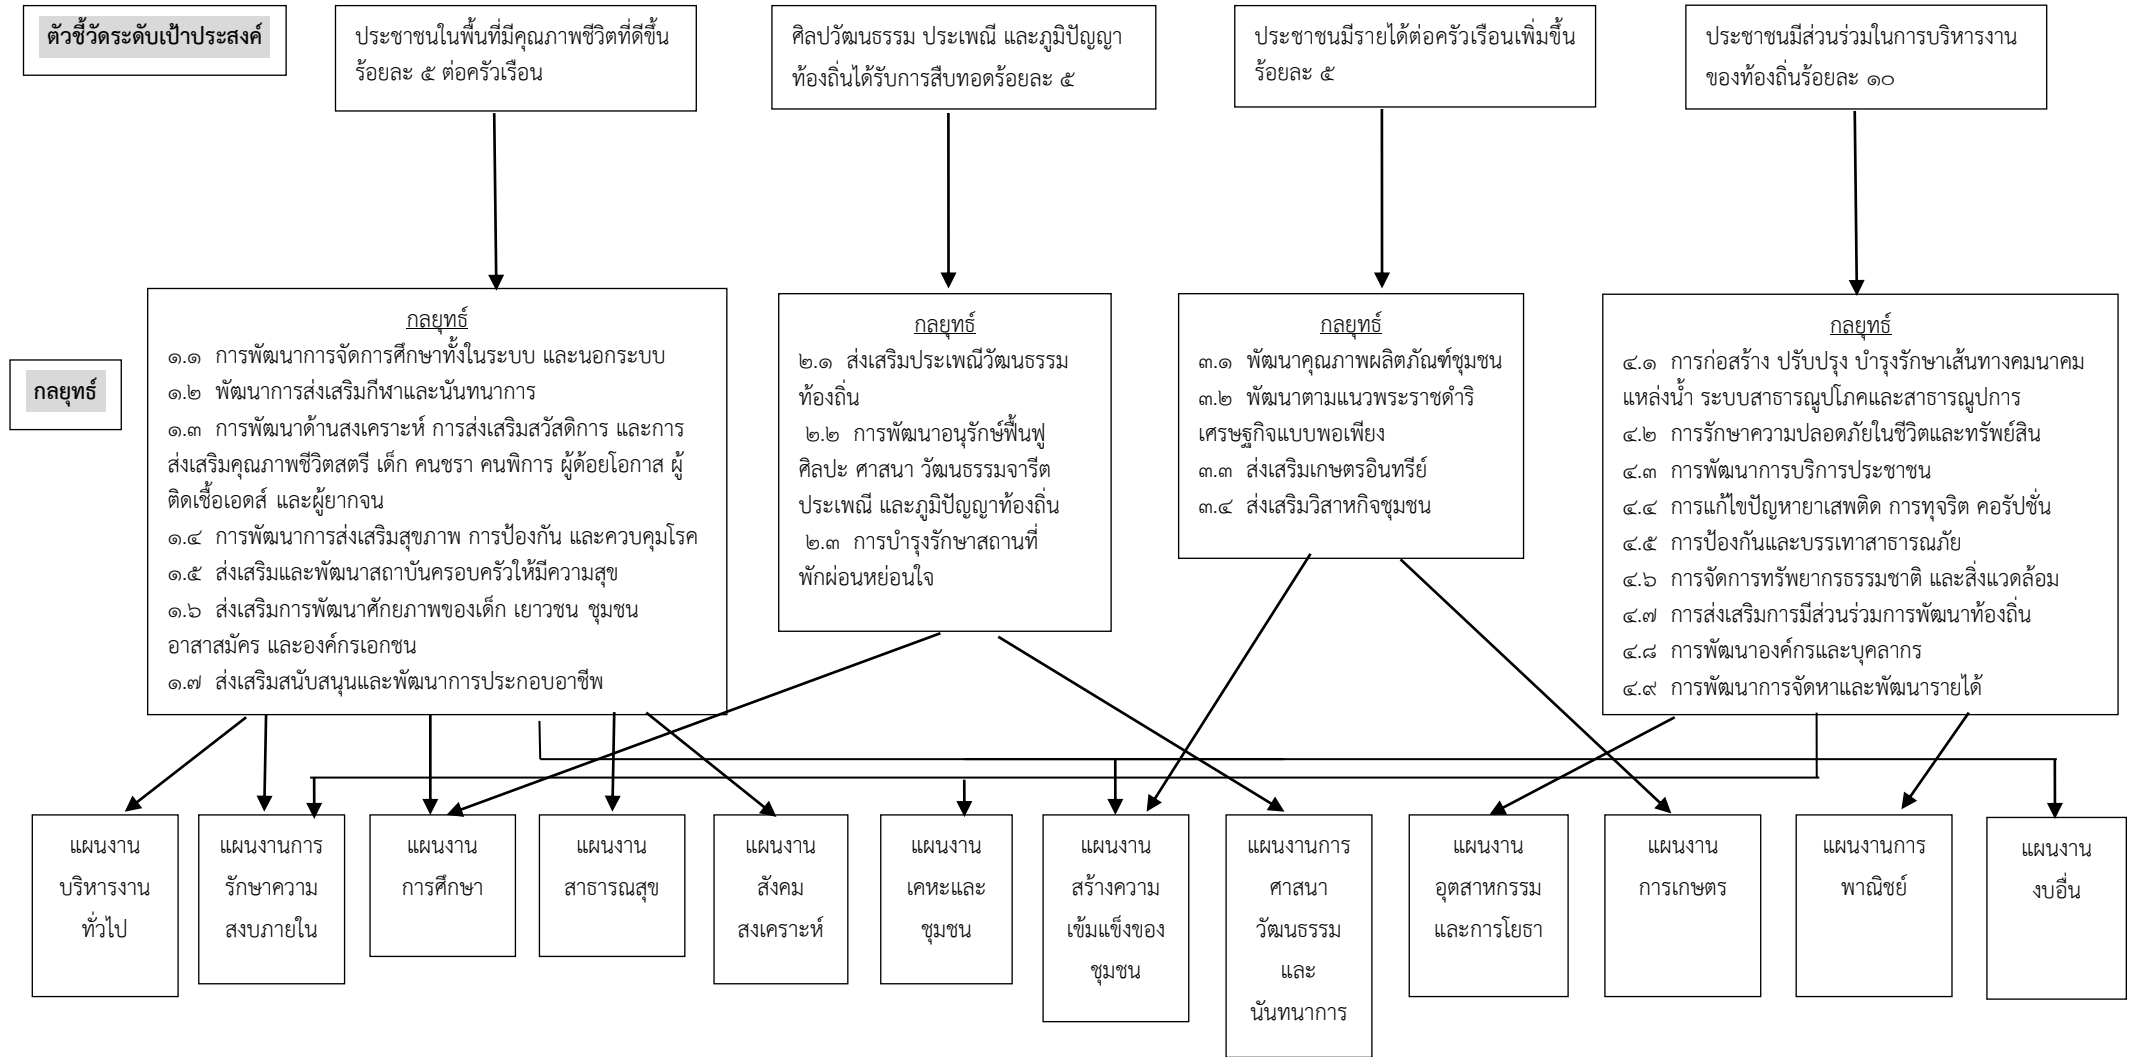 ตัวชี้วัดระดับเป้าประสงค์
ประชาชนในพื้นที่มีคุณภาพชีวิตที่ดีขึ้น
ร้อยละ ๕ ต่อครัวเรือน
ศิลปวัฒนธรรม ประเพณี และภูมิปัญญา
ท้องถิ่นได้รับการสืบทอดร้อยละ ๕
ประชาชนมีรายได้ต่อครัวเรือนเพิ่มขึ้น
ร้อยละ ๕
ประชาชนมีส่วนร่วมในการบริหารงาน
ของท้องถิ่นร้อยละ ๑๐
กลยุทธ์
กลยุทธ์
๑.๑ การพัฒนาการจัดการศึกษาทั้งในระบบ และนอกระบบ
๑.๒ พัฒนาการส่งเสริมกีฬาและนันทนาการ
๑.๓ การพัฒนาด้านสงเคราะห์ การส่งเสริมสวัสดิการ และการ
ส่งเสริมคุณภาพชีวิตสตรี เด็ก คนชรา คนพิการ ผู้ด้อยโอกาส ผู้
ติดเชื้อเอดส์ และผู้ยากจน
๑.๔ การพัฒนาการส่งเสริมสุขภาพ การป้องกัน และควบคุมโรค
๑.๕ ส่งเสริมและพัฒนาสถาบันครอบครัวให้มีความสุข
๑.๖ ส่งเสริมการพัฒนาศักยภาพของเด็ก เยาวชน ชุมชน
อาสาสมัคร และองค์กรเอกชน
๑.๗ ส่งเสริมสนับสนุนและพัฒนาการประกอบอาชีพ
กลยุทธ์
๒.๑ ส่งเสริมประเพณีวัฒนธรรม
ท้องถิ่น
๒.๒ การพัฒนาอนุรักษ์ฟื้นฟู
ศิลปะ ศาสนา วัฒนธรรมจารีต
ประเพณี และภูมิปัญญาท้องถิ่น
๒.๓ การบำรุงรักษาสถานที่
พักผ่อนหย่อนใจ
กลยุทธ์
๓.๑ พัฒนาคุณภาพผลิตภัณฑ์ชุมชน
๓.๒ พัฒนาตามแนวพระราชดำริ
เศรษฐกิจแบบพอเพียง
๓.๓ ส่งเสริมเกษตรอินทรีย์
๓.๔ ส่งเสริมวิสาหกิจชุมชน
กลยุทธ์
๔.๑ การก่อสร้าง ปรับปรุง บำรุงรักษาเส้นทางคมนาคม
แหล่งน้ำ ระบบสาธารณูปโภคและสาธารณูปการ
๔.๒ การรักษาความปลอดภัยในชีวิตและทรัพย์สิน
๔.๓ การพัฒนาการบริการประชาชน
๔.๔ การแก้ไขปัญหายาเสพติด การทุจริต คอรัปชั่น
๔.๕ การป้องกันและบรรเทาสาธารณภัย
๔.๖ การจัดการทรัพยากรธรรมชาติ และสิ่งแวดล้อม
๔.๗ การส่งเสริมการมีส่วนร่วมการพัฒนาท้องถิ่น
๔.๘ การพัฒนาองค์กรและบุคลากร
๔.๙ การพัฒนาการจัดหาและพัฒนารายได้
แผนงาน
บริหารงาน
ทั่วไป
แผนงานการ
รักษาความ
สงบภายใน
แผนงาน
การศึกษา
แผนงาน
สาธารณสุข
แผนงาน
สังคม
สงเคราะห์
แผนงาน
เคหะและ
ชุมชน
แผนงาน
สร้างความ
เข้มแข็งของ
ชุมชน
แผนงานการ
ศาสนา
วัฒนธรรม
และ
นันทนาการ
แผนงาน
อุตสาหกรรม
และการโยธา
แผนงาน
การเกษตร
แผนงานการ
พาณิชย์
แผนงาน
งบอื่น